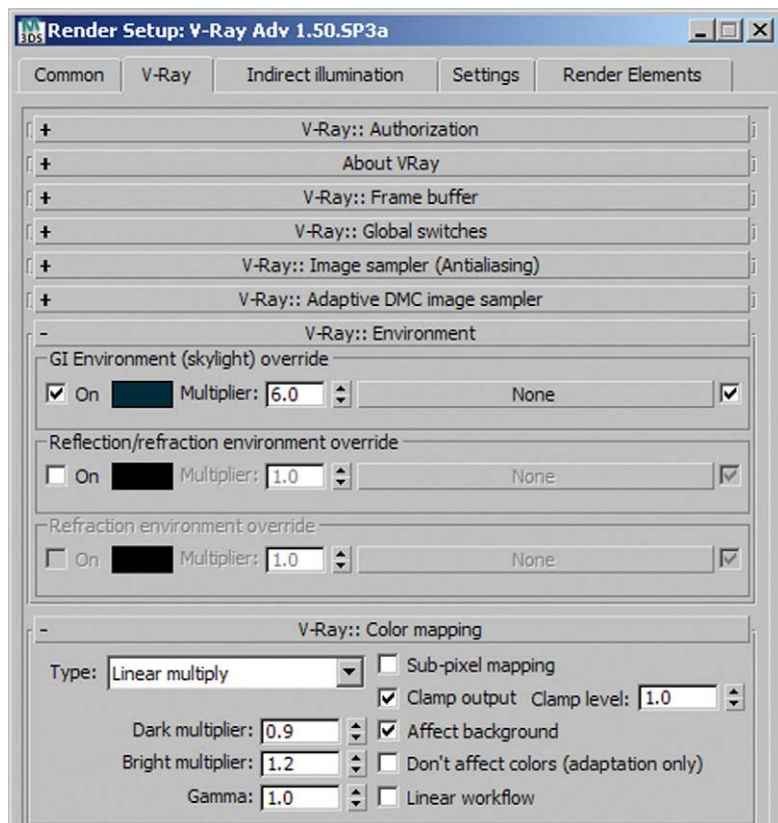 3DS Render Setup: V-Ray Adv 1.50.SP3a
Common V-Ray Indirect illumination Settings Render Elements
+ V-Ray:: Authorization
+ About VRay
+ V-Ray:: Frame buffer
+ V-Ray:: Global switches
+ V-Ray:: Image sampler (Antialiasing)
+ V-Ray:: Adaptive DMC image sampler
- V-Ray:: Environment
GI Environment (skylight) override
On Multiplier: 6.0 None
Reflection/refraction environment override
On Multiplier: 1.0 None
Refraction environment override
On Multiplier: 1.0 None
- V-Ray:: Color mapping
Type: Linear multiply Sub-pixel mapping
Clamp output Clamp level: 1.0
Dark multiplier: 0.9 Affect background
Bright multiplier: 1.2 Don't affect colors (adaptation only)
Gamma: 1.0 Linear workflow